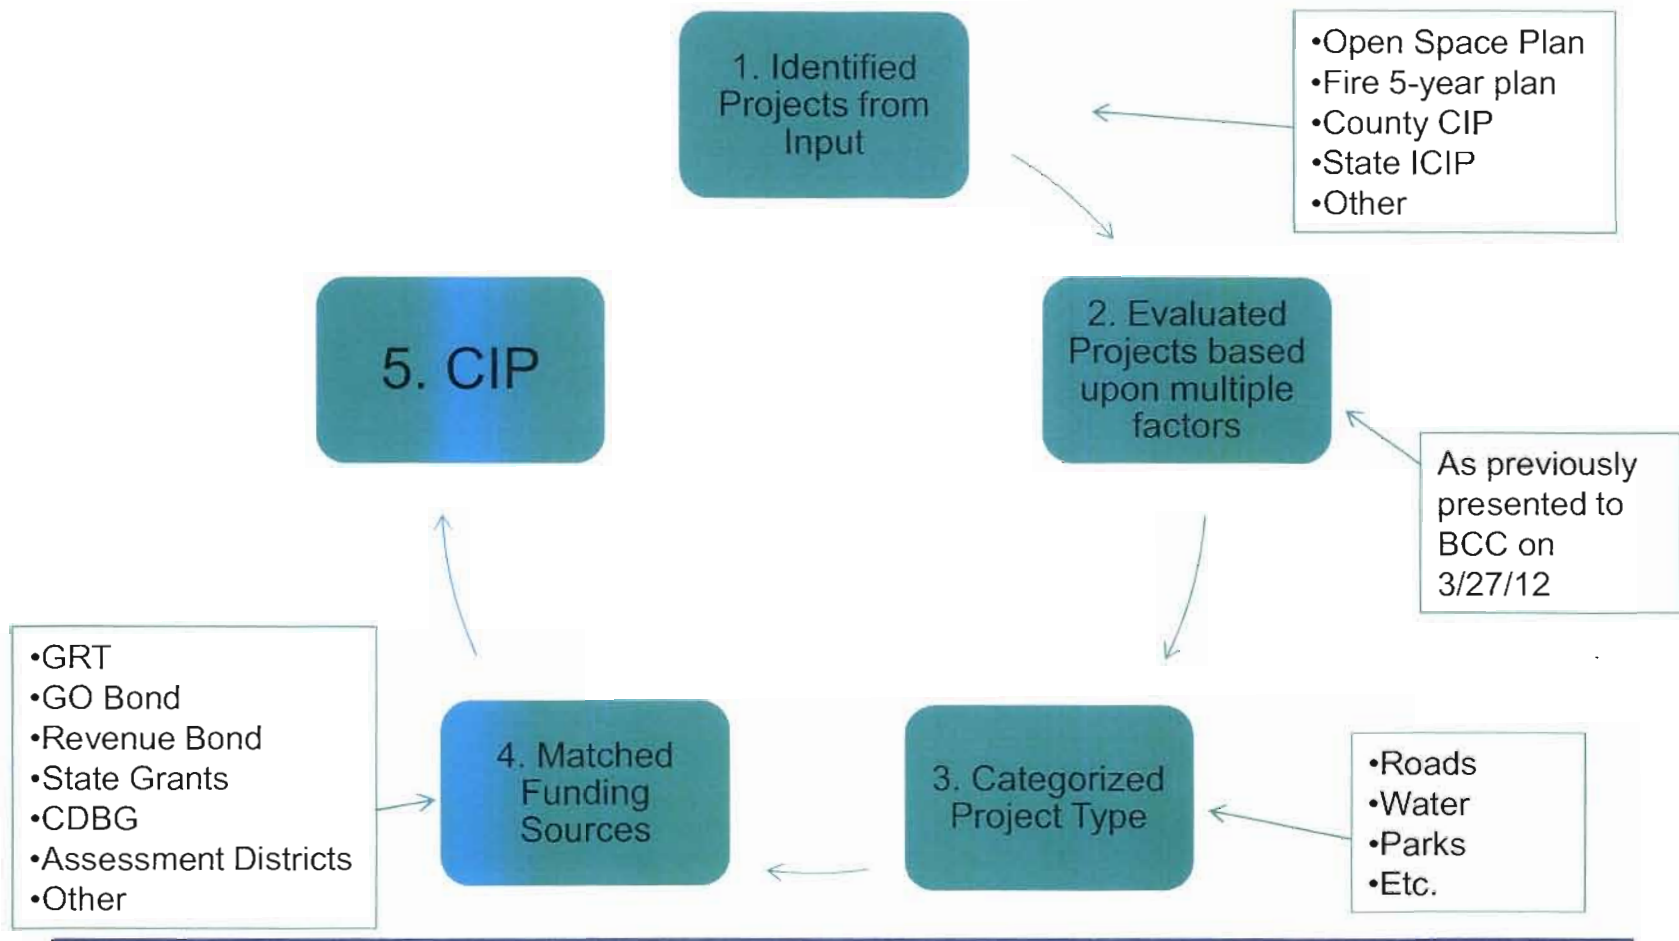 1. Identified
Projects from
Input
•Open Space Plan
•Fire 5-year plan
•County CIP
•State ICIP
•Other
2. Evaluated
Projects based
upon multiple
factors
As previously
presented to
BCC on
3/27/12
3. Categorized
Project Type
•Roads
•Water
•Parks
•Etc.
4. Matched
Funding
Sources
•GRT
•GO Bond
•Revenue Bond
•State Grants
•CDBG
•Assessment Districts
•Other
5. CIP